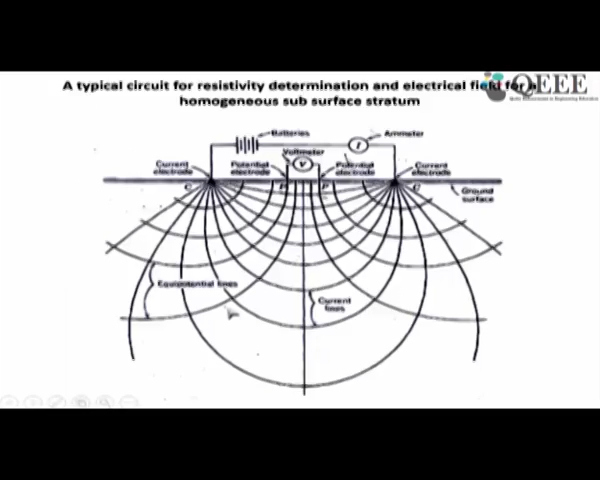 A typical circuit for resistivity determination and electrical field for a
homogeneous sub surface stratum
QEEE
Batteries
Ammeter
I
Voltmeter
V
Current
electrode
Potential
electrode
Potential
electrode
Current
electrode
C
P
P
C
Ground
surface
Equipotential lines
Current
lines